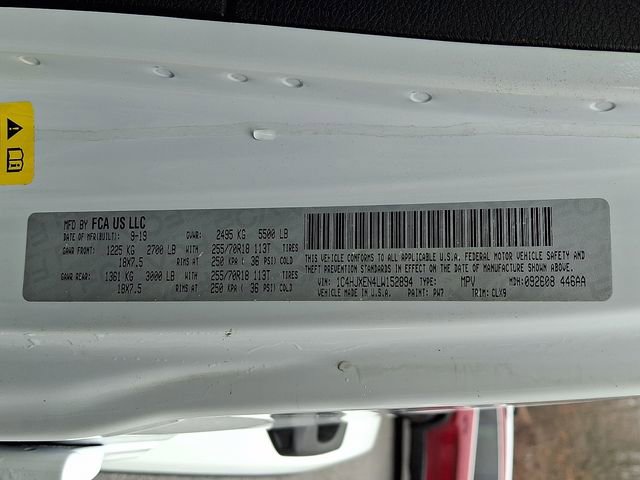 MFD BY FCA US LLC
DATE OF MFR(BUILT): 9-19 GVWR: 2495 KG 5500 LB
GAWR FRONT: 1225 KG 2700 LB WITH 255/70R18 113T TIRES
18X7.5 RIMS AT 250 KPA ( 36 PSI) COLD
GAWR REAR: 1361 KG 3000 LB WITH 255/70R18 113T TIRES
18X7.5 RIMS AT 250 KPA ( 36 PSI) COLD
THIS VEHICLE CONFORMS TO ALL APPLICABLE U.S.A. FEDERAL MOTOR VEHICLE SAFETY AND
THEFT PREVENTION STANDARDS IN EFFECT ON THE DATE OF MANUFACTURE SHOWN ABOVE.
VIN: 1C4HJXEN4LW152894 TYPE: MPV MDH: 092608 446AA
VEHICLE MADE IN U.S.A. PAINT: PW7 TRIM: CLX9